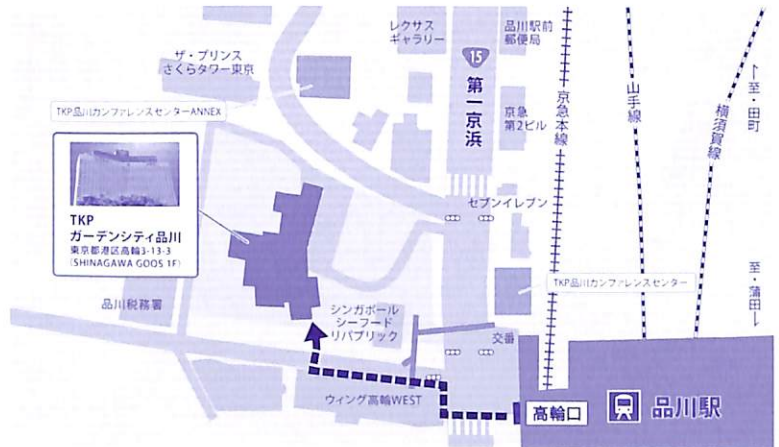 レクサス
ギャラリー
品川駅前
郵便局
15
第一京浜
ザ・プリンス
さくらタワー東京
TKP品川カンファレンスセンターANNEX
京急
第2ビル
京急本線
山手線
横須賀線
至・田町
TKP
ガーデンシティ品川
東京都港区高輪3-13-3
(SHINAGAWA GOOS 1F)
セブンイレブン
TKP品川カンファレンスセンター
至・蒲田
品川税務署
シンガポール
シーフード
リパブリック
交番
ウィング高輪WEST
高輪口
品川駅